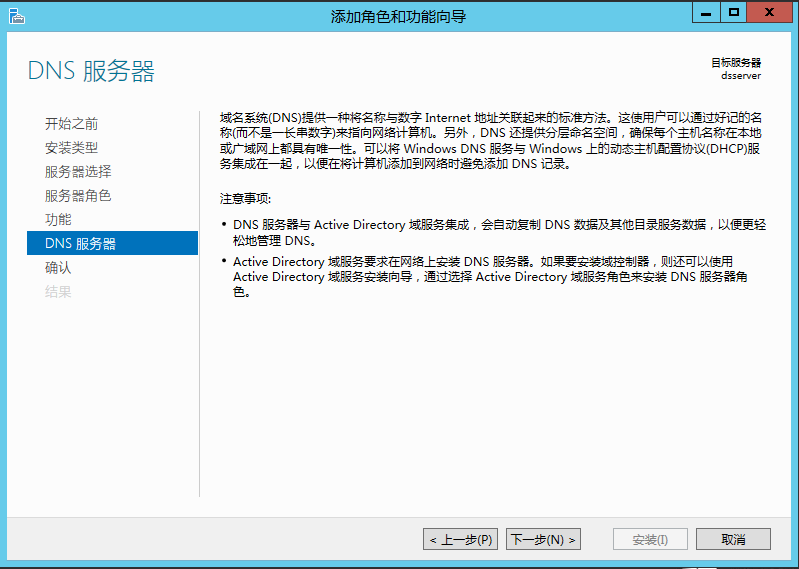 添加角色和功能向导
DNS 服务器
目标服务器
dsserver
开始之前
安装类型
服务器选择
服务器角色
功能
DNS 服务器
确认
结果
域名系统(DNS)提供一种将名称与数字 Internet 地址关联起来的标准方法。这使用户可以通过好记的名
称(而不是一长串数字)来指向网络计算机。另外，DNS 还提供分层命名空间，确保每个主机名称在本地
或广域网上都具有唯一性。可以将 Windows DNS 服务与 Windows 上的动态主机配置协议(DHCP)服
务集成在一起，以便在将计算机添加到网络时避免添加 DNS 记录。
注意事项:
• DNS 服务器与 Active Directory 域服务集成，会自动复制 DNS 数据及其他目录服务数据，以便更轻
松地管理 DNS。
• Active Directory 域服务要求在网络上安装 DNS 服务器。如果要安装域控制器，则还可以使用
Active Directory 域服务安装向导，通过选择 Active Directory 域服务角色来安装 DNS 服务器角
色。
< 上一步(P)
下一步(N) >
安装(I)
取消